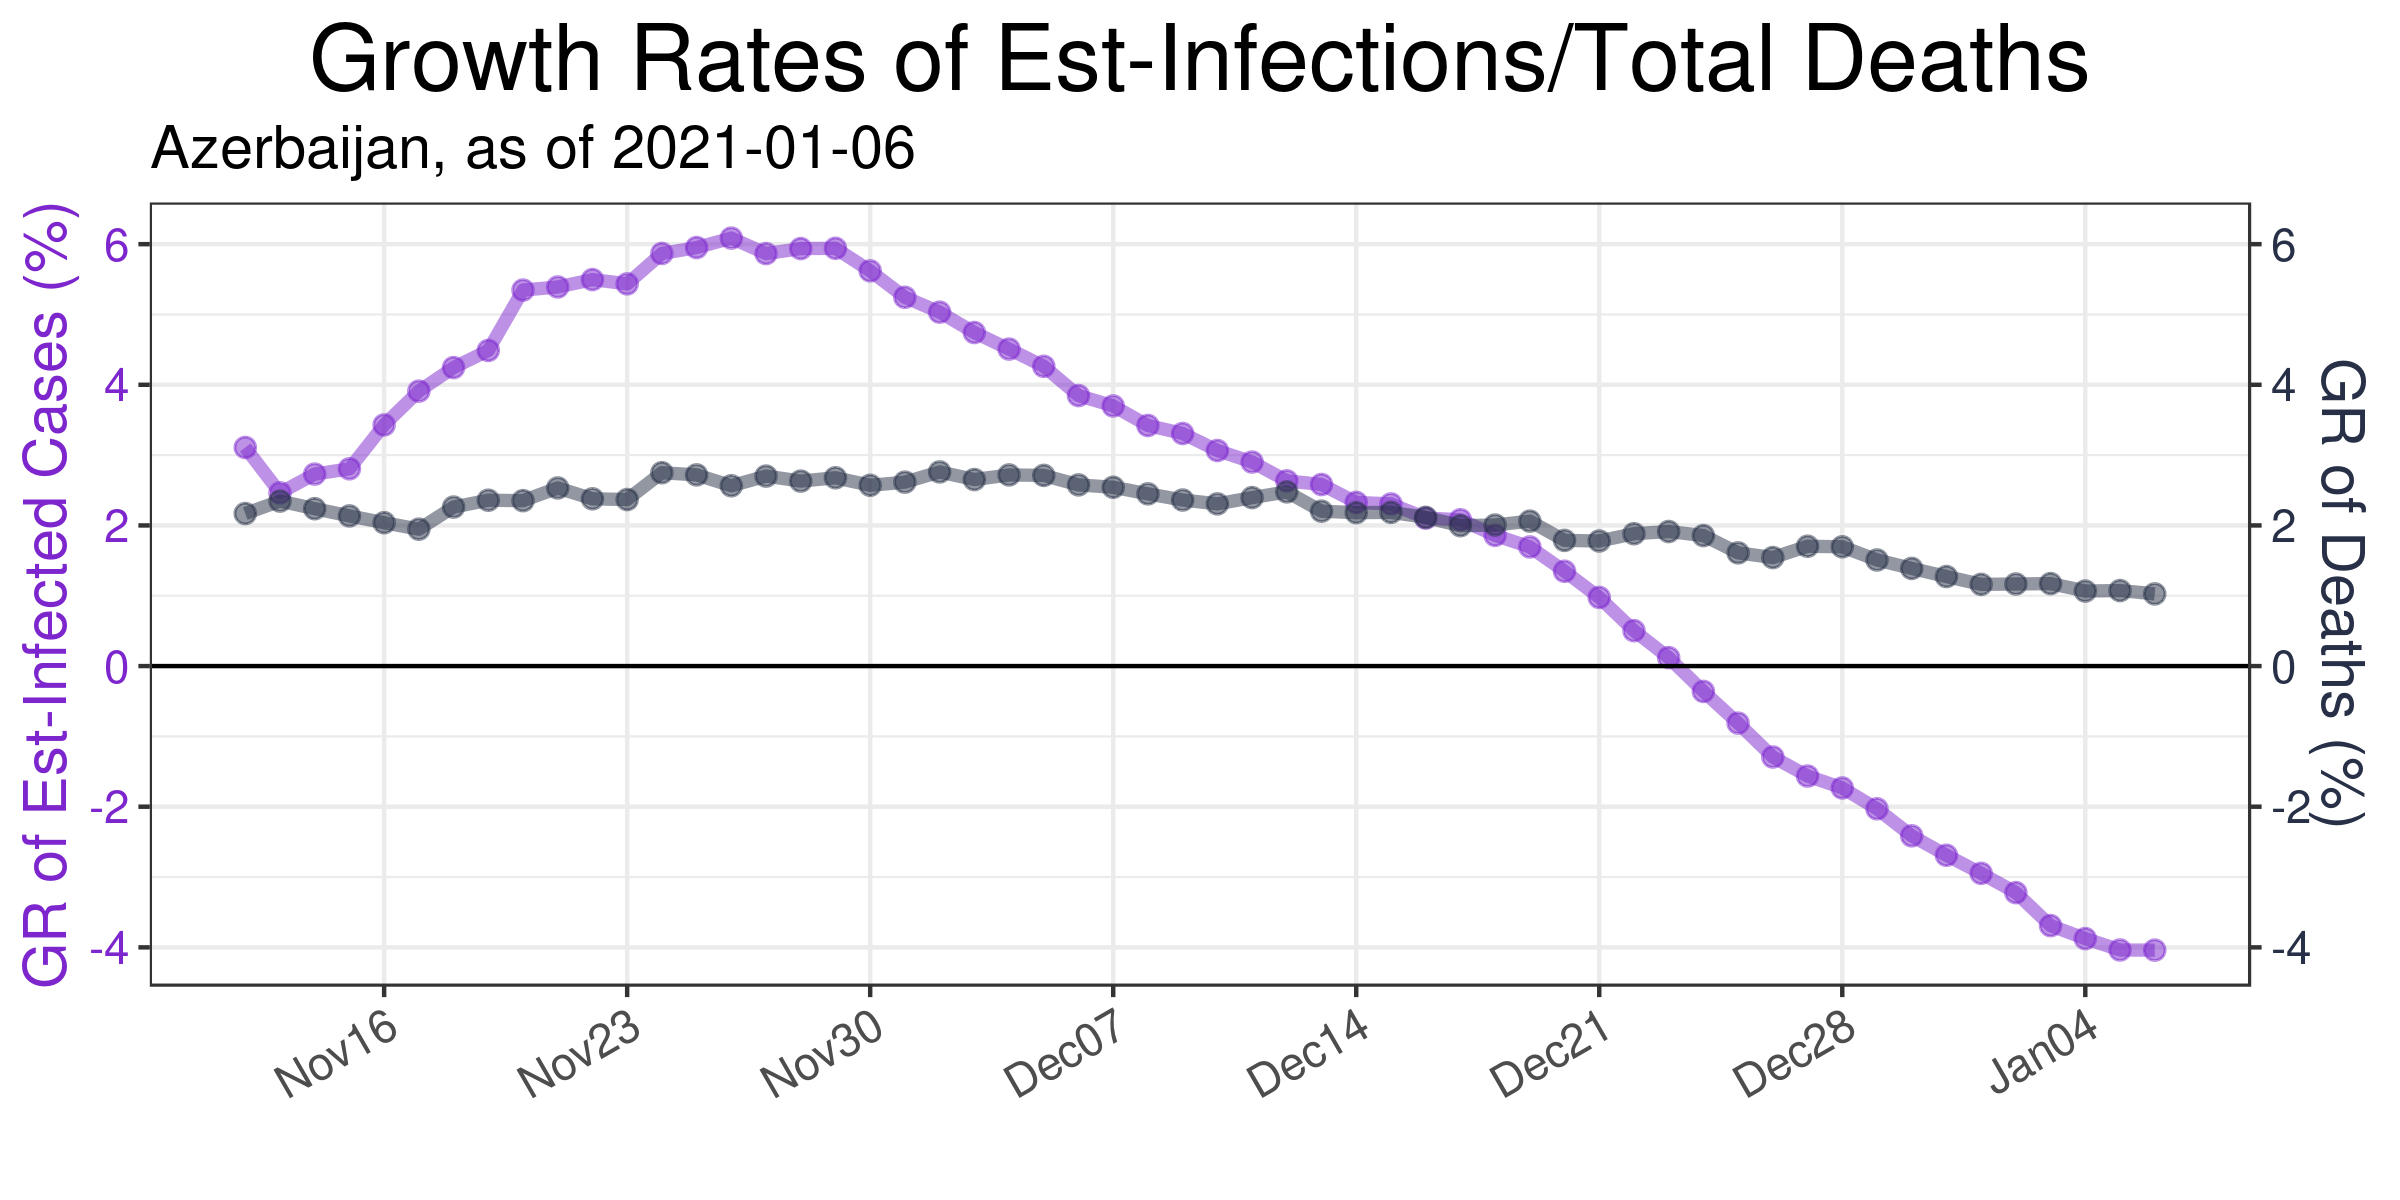 Growth Rates of Est-Infections/Total Deaths
Azerbaijan, as of 2021-01-06
GR of Est-Infected Cases (%)
6
4
2
0
-2
-4
6
4
2
0
-2
-4
GR of Deaths (%)
Nov16
Nov23
Nov30
Dec07
Dec14
Dec21
Dec28
Jan04